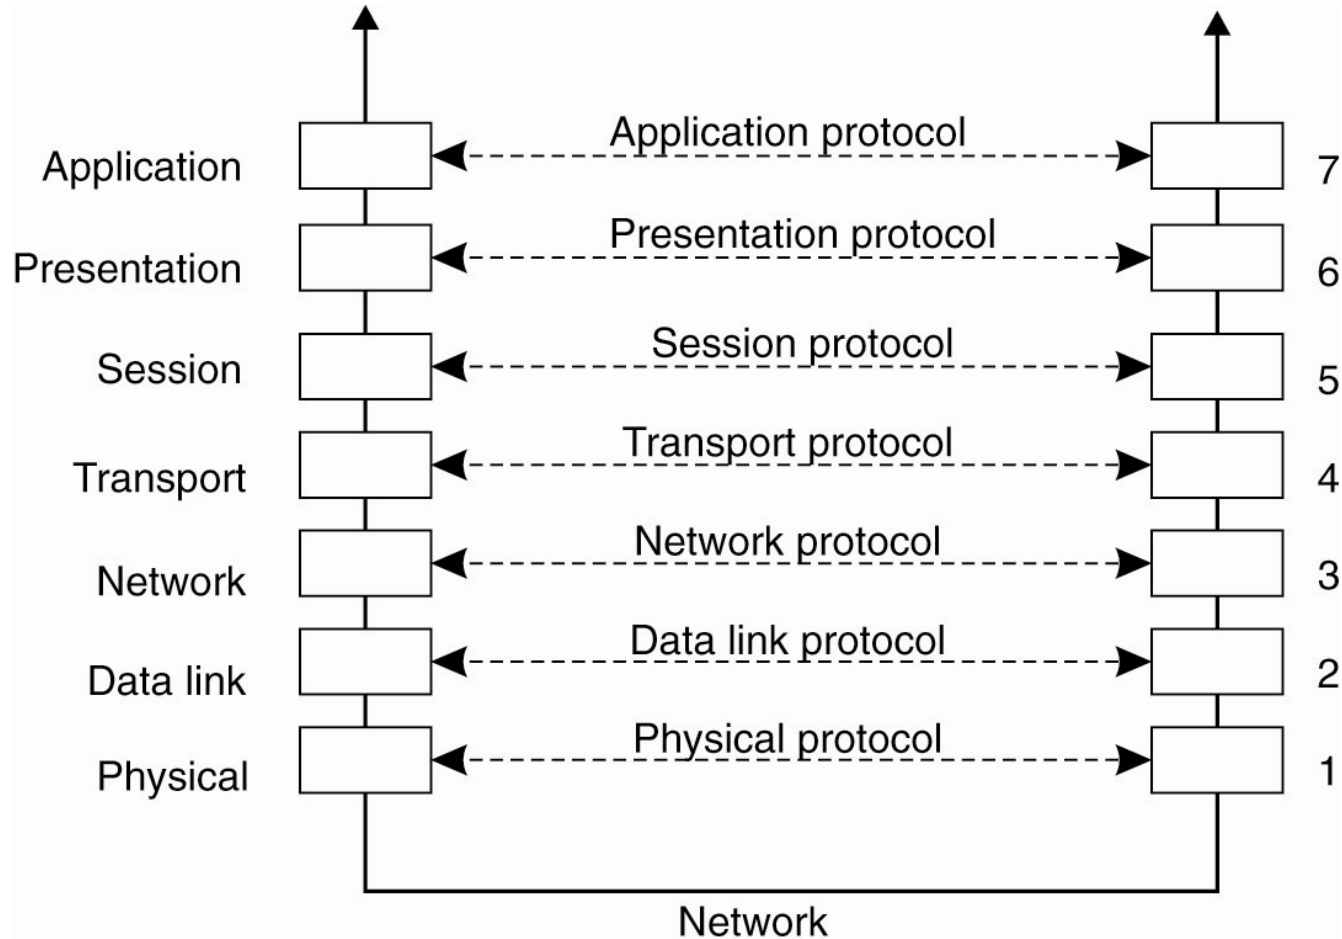 Application protocol
Application
7
Presentation protocol
Presentation
6
Session protocol
Session
5
Transport protocol
Transport
4
Network protocol
Network
3
Data link protocol
Data link
2
Physical protocol
Physical
1
Network